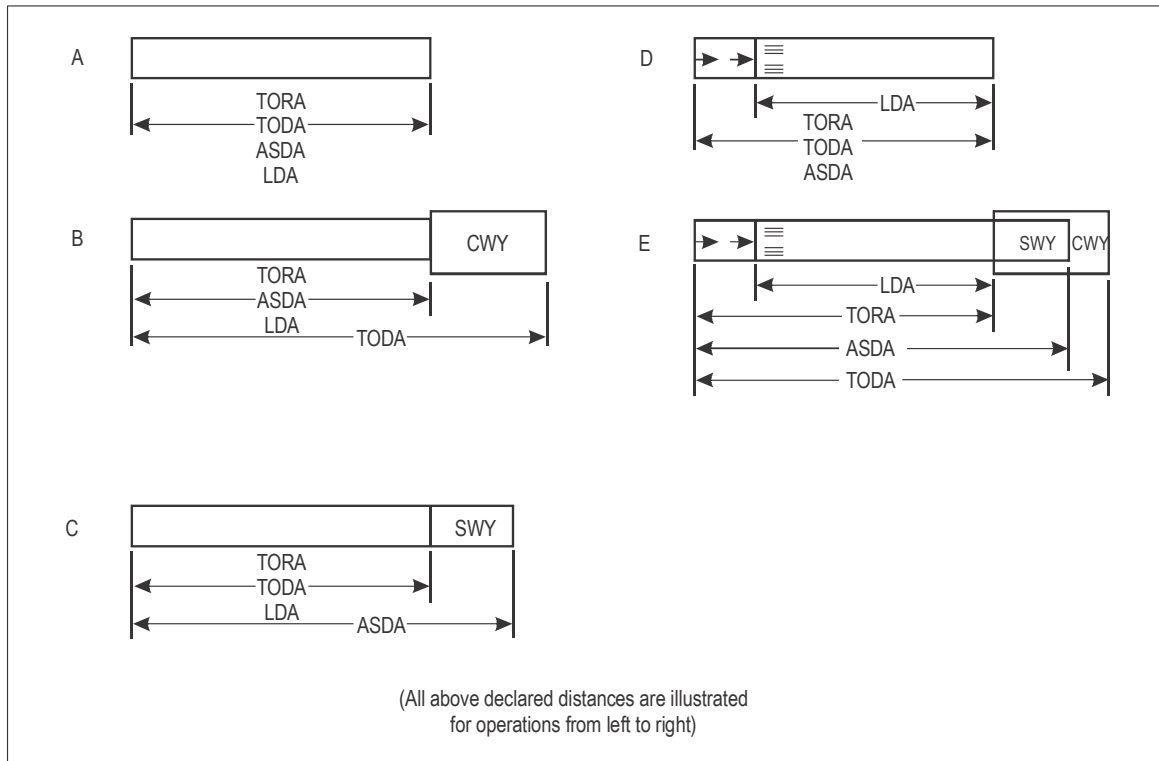 A
TORA
TODA
ASDA
LDA
B
CWY
TORA
ASDA
LDA
TODA
C
SWY
TORA
TODA
LDA
ASDA
D
LDA
TORA
TODA
ASDA
E
SWY CWY
LDA
TORA
ASDA
TODA
(All above declared distances are illustrated
for operations from left to right)